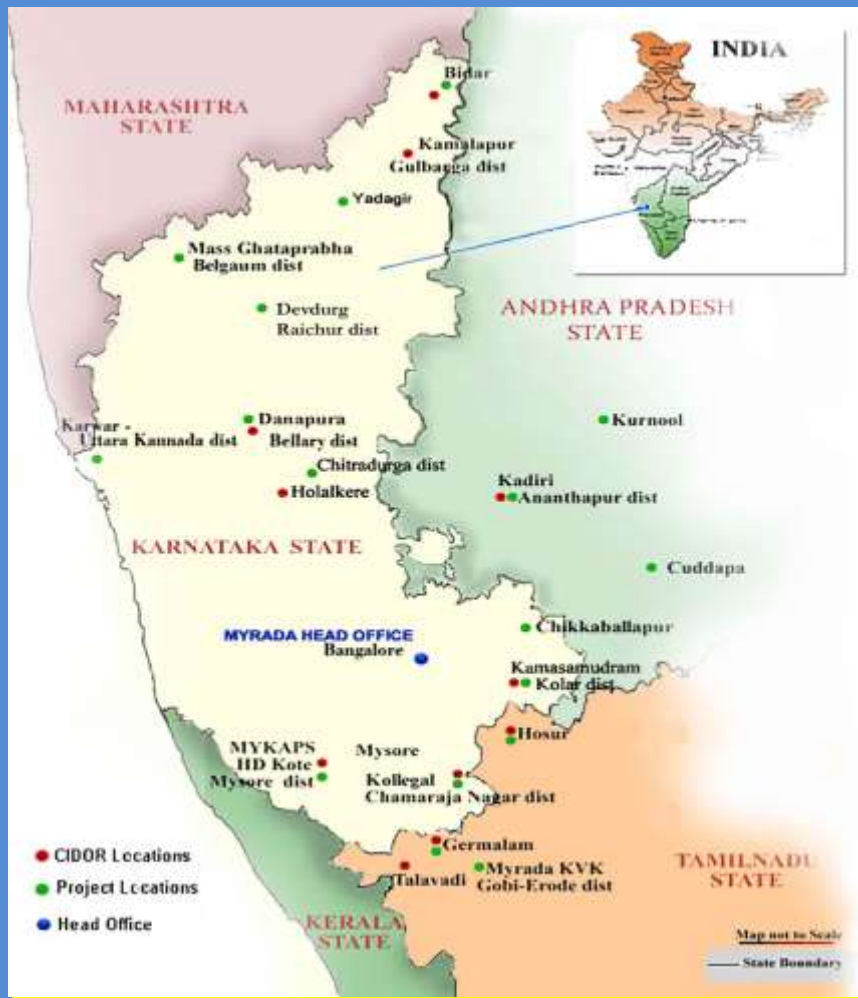 INDIA
MAHARASHTRA
STATE
Bidar
Kamalapur
Gulbarga dist
Yadagir
Mass Ghataprabha
Belgaum dist
Devdurg
Raichur dist
ANDHRA PRADESH
STATE
Danapura
Bellary dist
Karwar -
Uttara Kannada dist
Kurnool
Chitradurga dist
Holalkere
Kadiri
Ananthapur dist
KARNATAKA STATE
Cuddapa
Chikkaballapur
MYRADA HEAD OFFICE
Bangalore
Kamasamudram
Kolar dist
Hosur
MYKAPS
HD Kote
Mysore dist
Mysore
Kollegal
Chamaraja Nagar dist
Germalam
Talavadi
Myrada KVK
Gobi-Erode dist
TAMILNADU
STATE
KERALA
STATE
CIDOR Locations
Project Locations
Head Office
Map not to Scale
State Boundary